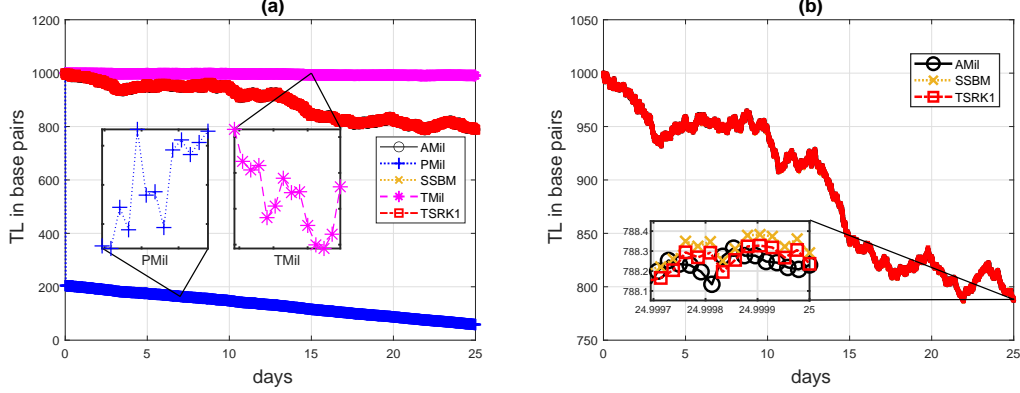 (a)
TL in base pairs
1200
1000
800
600
400
200
0
0 5 10 15 20 25
days
PMil
TMil
AMil
PMil
SSBM
TMil
TSRK1
(b)
TL in base pairs
1050
1000
950
900
850
800
750
0 5 10 15 20 25
days
AMil
SSBM
TSRK1
788.4
788.3
788.2
788.1
24.9997 24.9998 24.9999 25